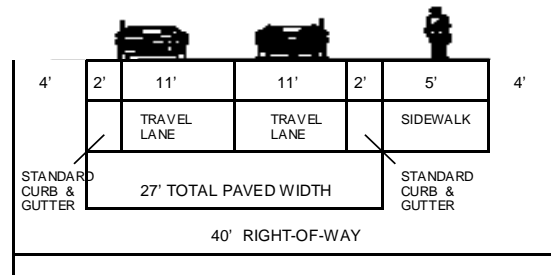 4’ 2’ 11’ 11’ 2’ 5’ 4’
TRAVEL
LANE
TRAVEL
LANE
SIDEWALK
STANDARD
CURB &
GUTTER
27’ TOTAL PAVED WIDTH
STANDARD
CURB &
GUTTER
40’ RIGHT-OF-WAY